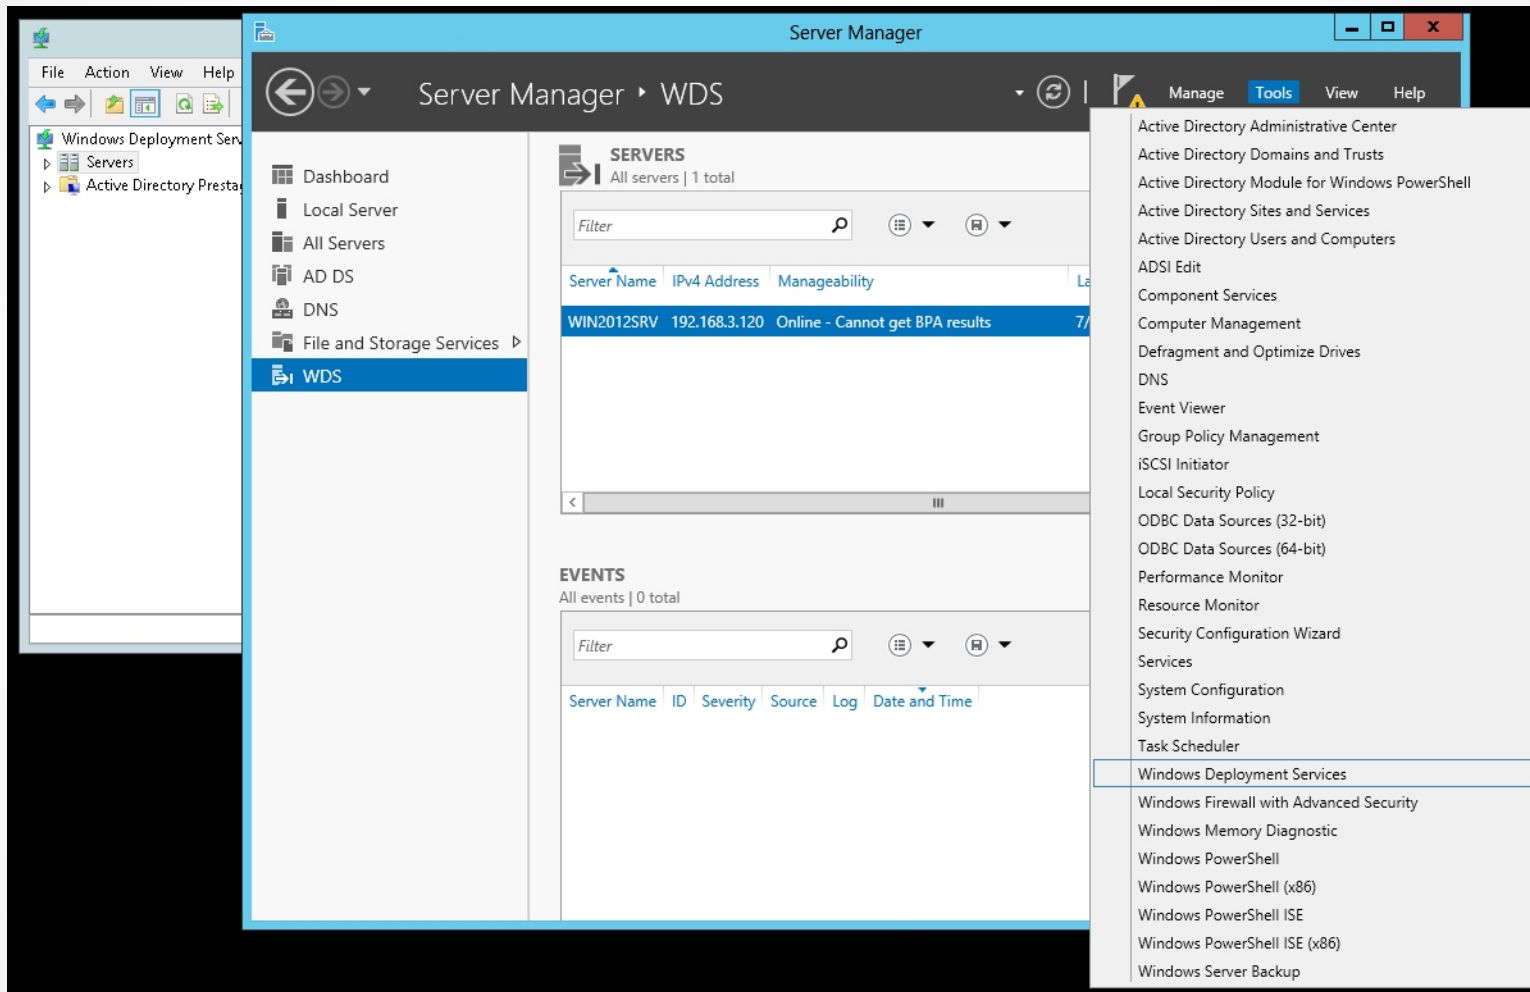 Server Manager
File Action View Help
Windows Deployment Serv
Servers
Active Directory Presta
Server Manager WDS
Manage Tools View Help
Dashboard
Local Server
All Servers
AD DS
DNS
File and Storage Services
WDS
SERVERS
All servers | 1 total
Filter
Server Name IPv4 Address Manageability La
WIN2012SRV 192.168.3.120 Online - Cannot get BPA results 7/
EVENTS
All events | 0 total
Filter
Server Name ID Severity Source Log Date and Time
Active Directory Administrative Center
Active Directory Domains and Trusts
Active Directory Module for Windows PowerShell
Active Directory Sites and Services
Active Directory Users and Computers
ADSI Edit
Component Services
Computer Management
Defragment and Optimize Drives
DNS
Event Viewer
Group Policy Management
iSCSI Initiator
Local Security Policy
ODBC Data Sources (32-bit)
ODBC Data Sources (64-bit)
Performance Monitor
Resource Monitor
Security Configuration Wizard
Services
System Configuration
System Information
Task Scheduler
Windows Deployment Services
Windows Firewall with Advanced Security
Windows Memory Diagnostic
Windows PowerShell
Windows PowerShell (x86)
Windows PowerShell ISE
Windows PowerShell ISE (x86)
Windows Server Backup